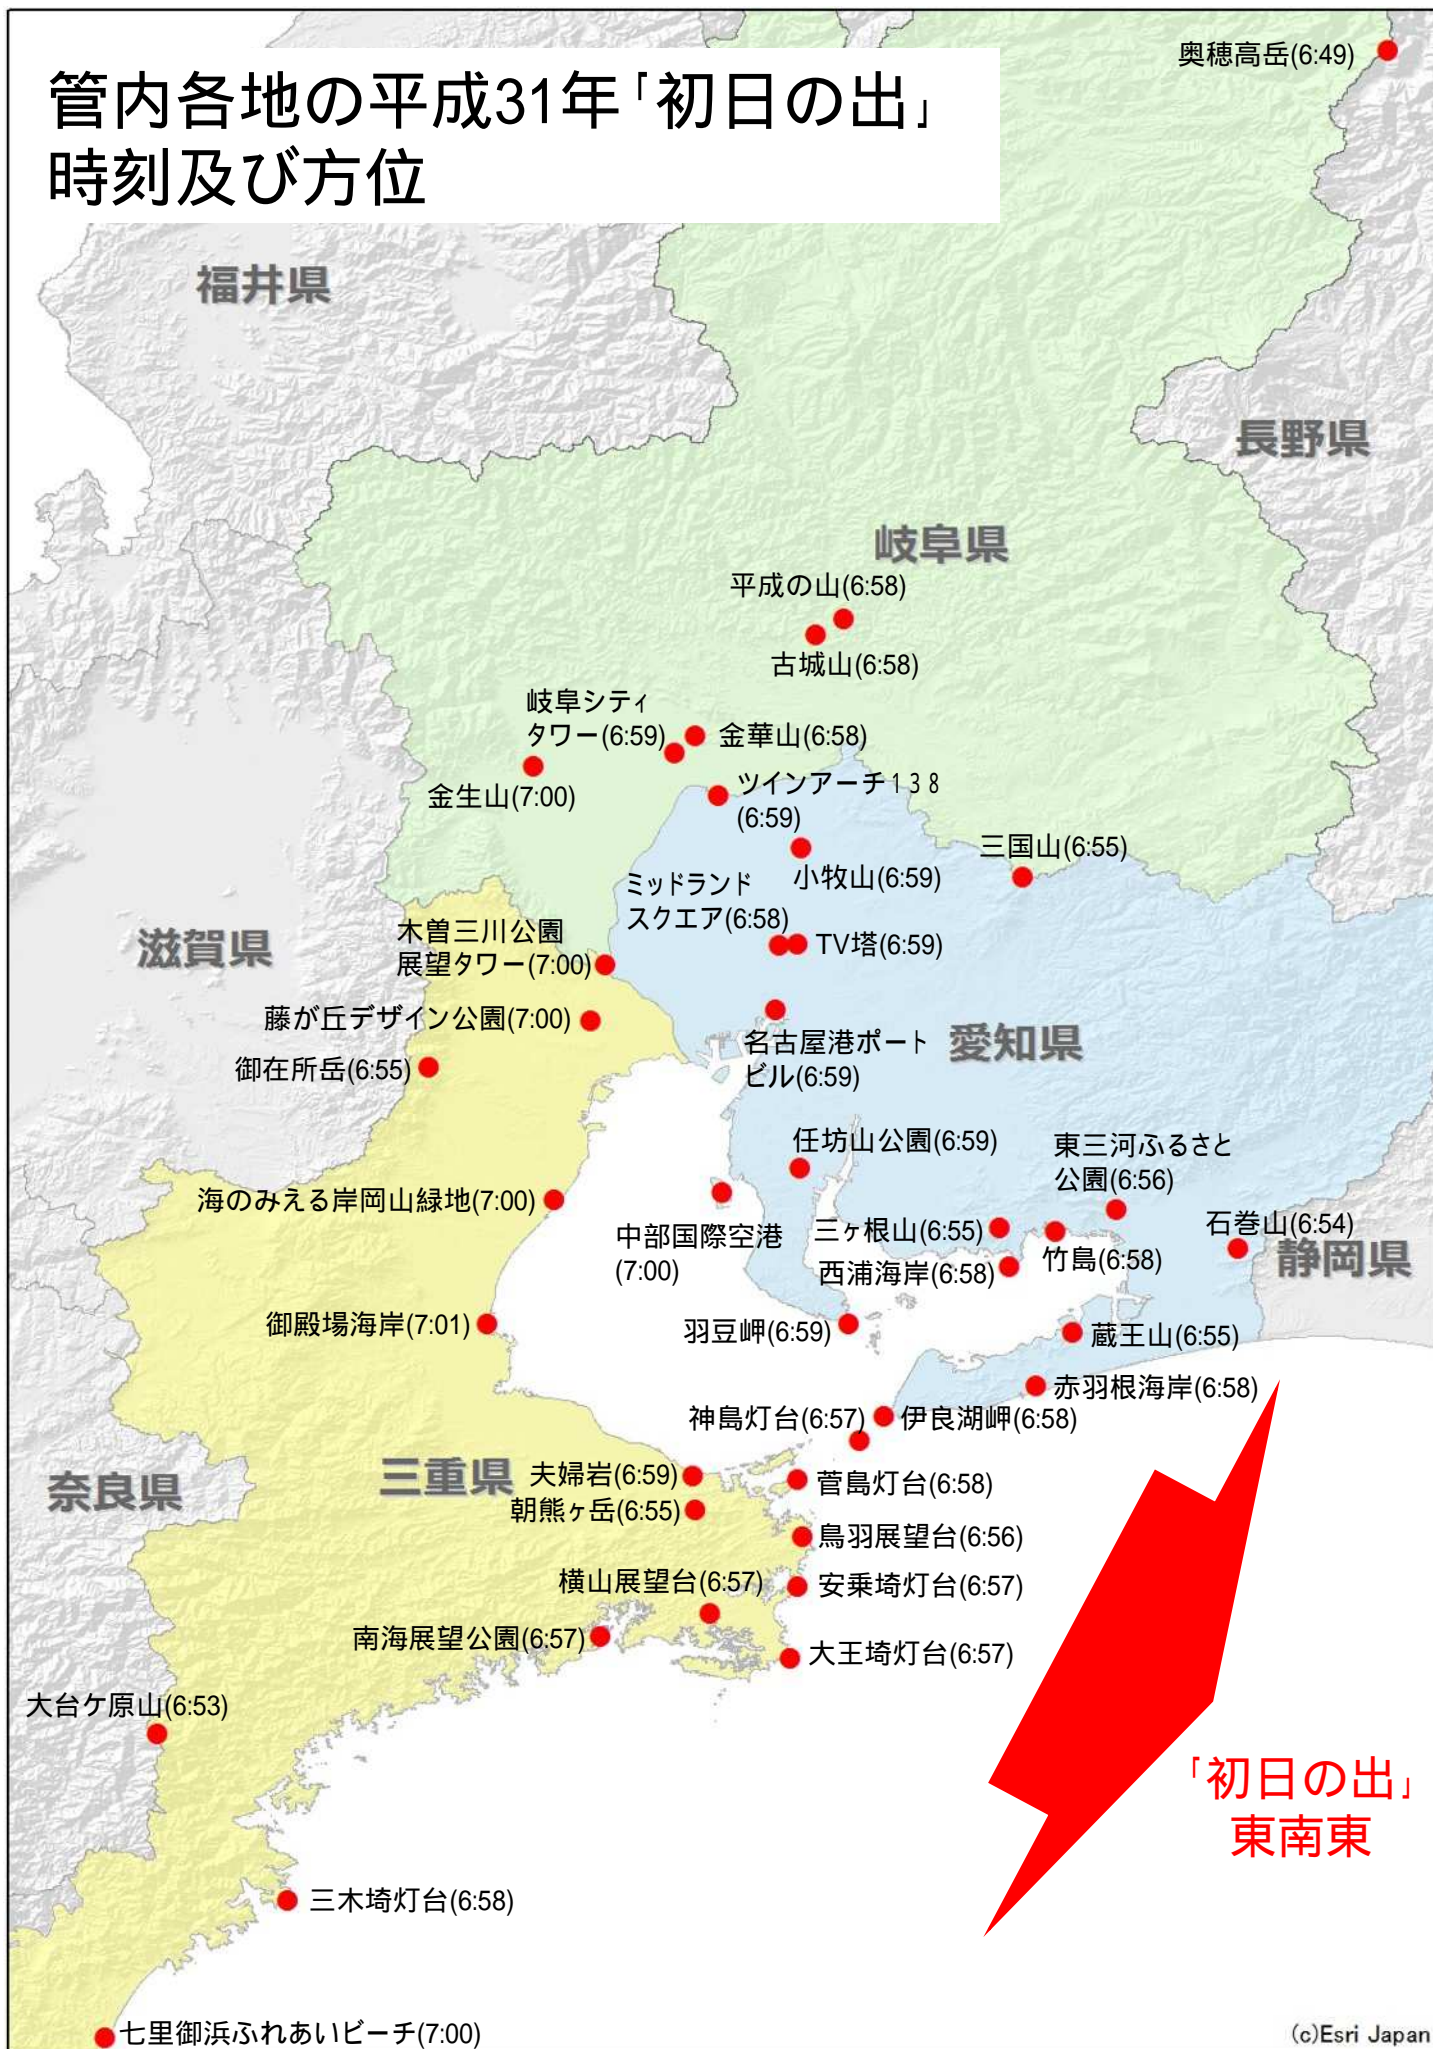 奥穂高岳(6:49)
管内各地の平成31年「初日の出」
時刻及び方位
福井県
長野県
岐阜県
平成の山(6:58)
古城山(6:58)
岐阜シティ
タワー(6:59)
金華山(6:58)
金生山(7:00)
ツインアーチ138
(6:59)
三国山(6:55)
小牧山(6:59)
ミッドランド
スクエア(6:58)
TV塔(6:59)
滋賀県
木曽三川公園
展望タワー(7:00)
藤が丘デザイン公園(7:00)
名古屋港ポート
ビル(6:59)
愛知県
御在所岳(6:55)
任坊山公園(6:59)
東三河ふるさと
公園(6:56)
海のみえる岸岡山緑地(7:00)
中部国際空港
(7:00)
三ヶ根山(6:55)
石巻山(6:54)
竹島(6:58)
静岡県
西浦海岸(6:58)
御殿場海岸(7:01)
羽豆岬(6:59)
蔵王山(6:55)
赤羽根海岸(6:58)
神島灯台(6:57)
伊良湖岬(6:58)
奈良県
三重県
夫婦岩(6:59)
菅島灯台(6:58)
朝熊ヶ岳(6:55)
鳥羽展望台(6:56)
横山展望台(6:57)
安乗埼灯台(6:57)
南海展望公園(6:57)
大王埼灯台(6:57)
大台ケ原山(6:53)
「初日の出」
東南東
三木埼灯台(6:58)
七里御浜ふれあいビーチ(7:00)
(c)Esri Japan